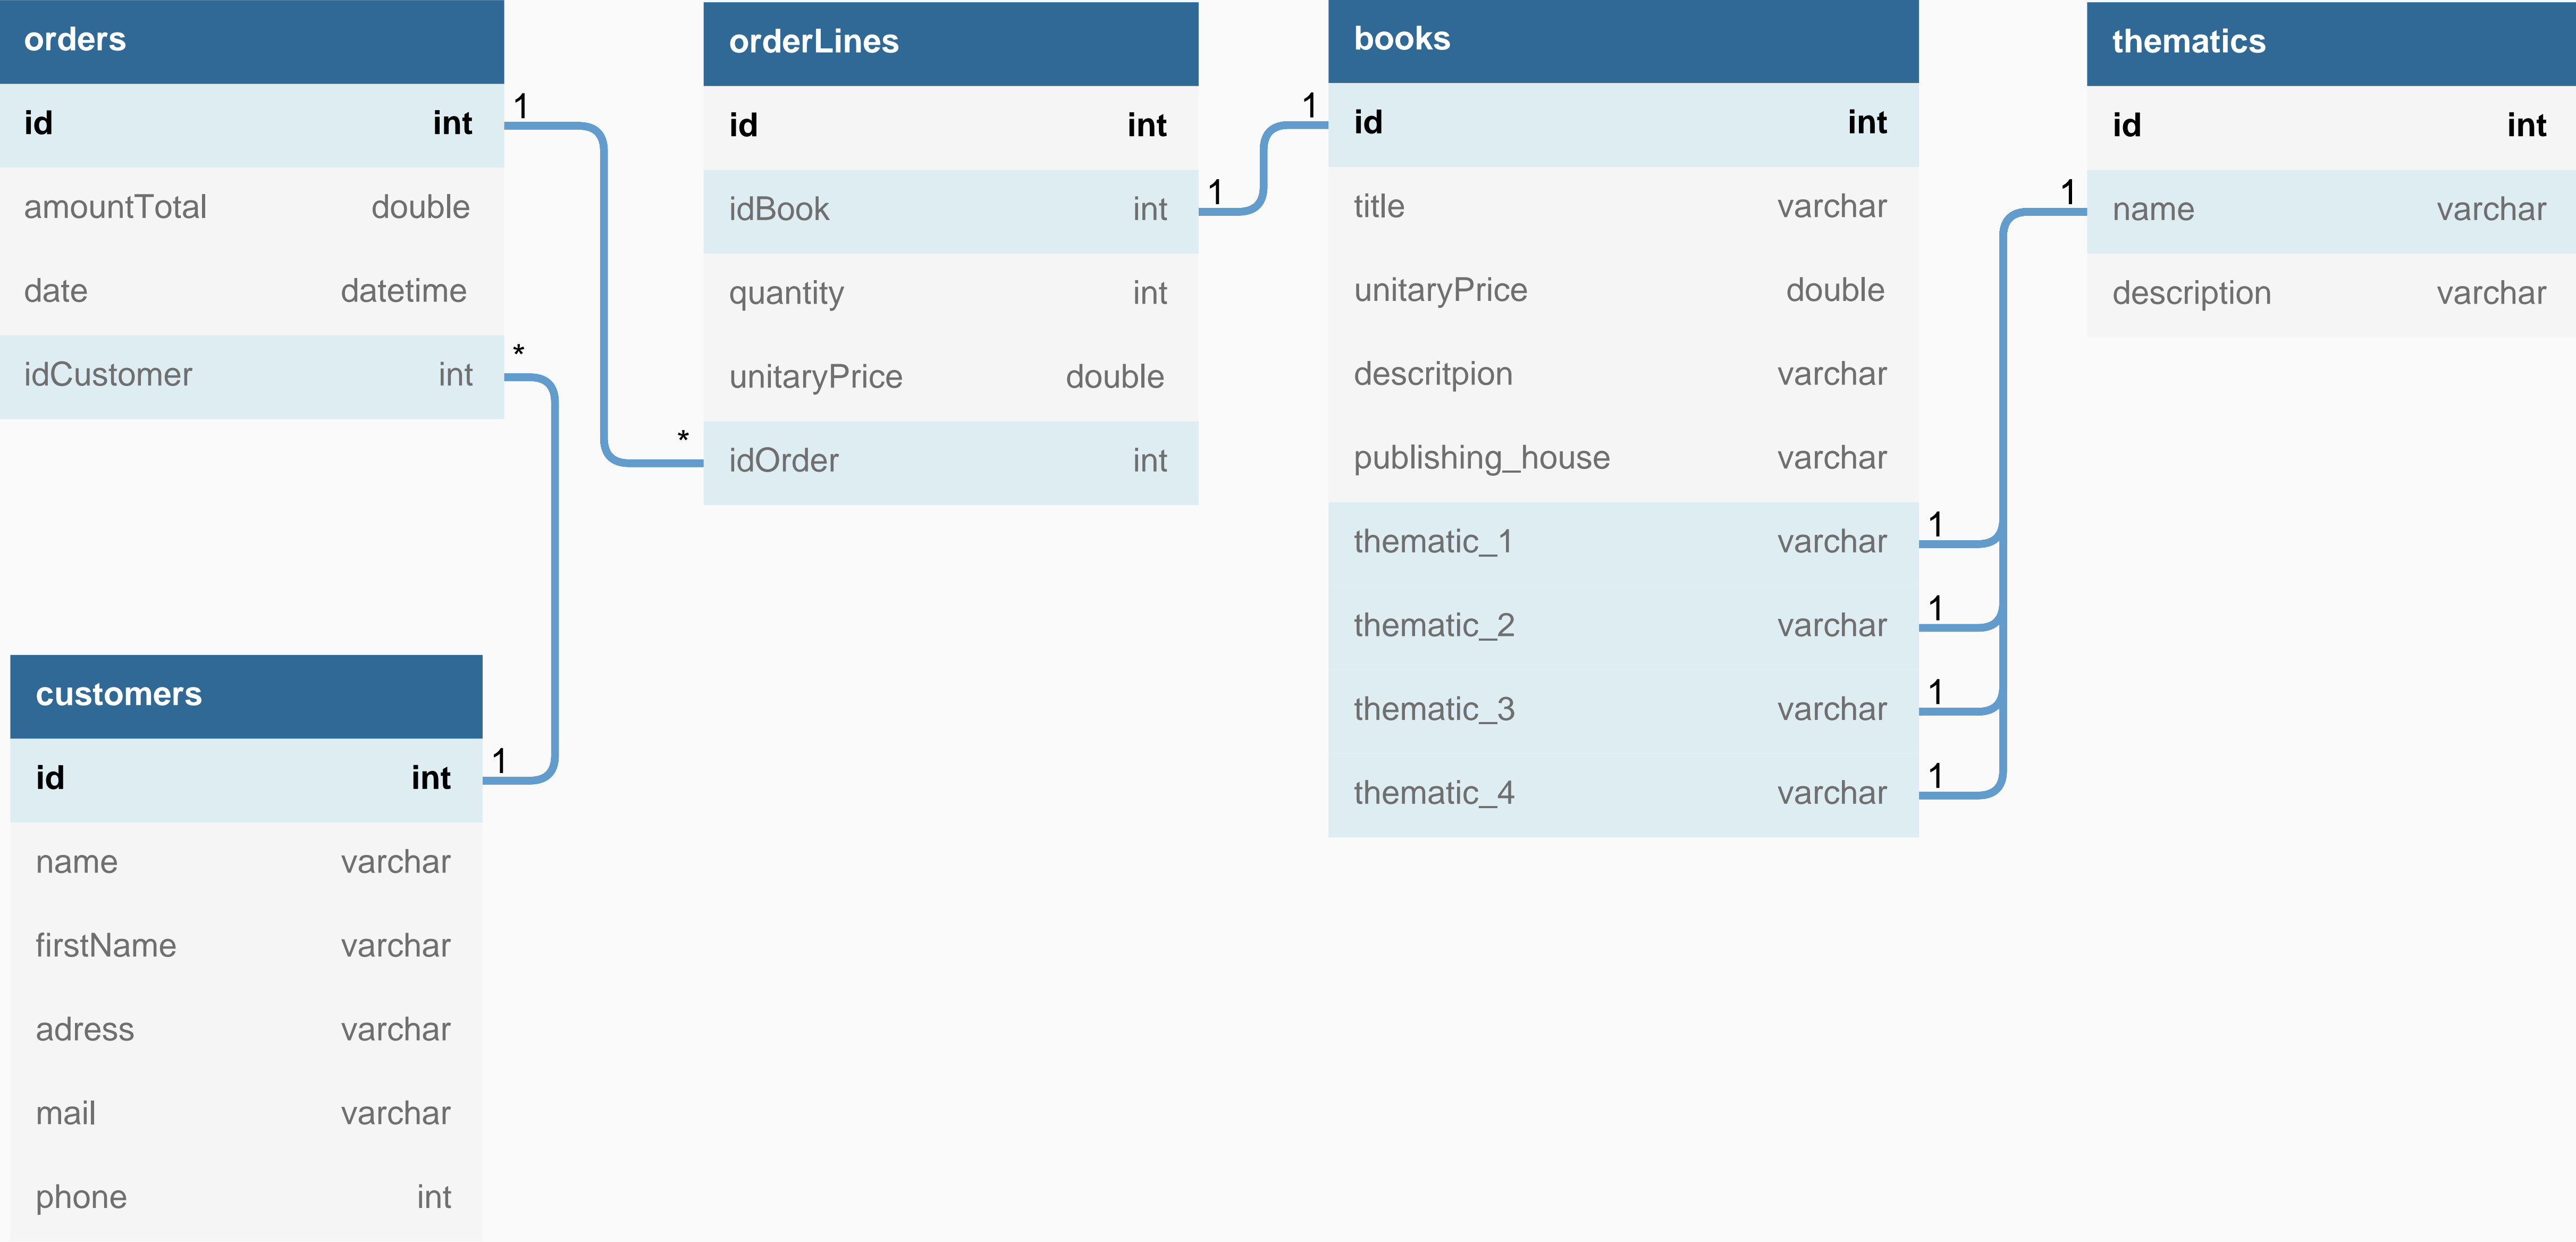 orders
id int
amountTotal double
date datetime
idCustomer int
1
*
customers
id int
name varchar
firstName varchar
adress varchar
mail varchar
phone int
1
orderLines
id int
idBook int
quantity int
unitaryPrice double
idOrder int
1
*
books
id int
title varchar
unitaryPrice double
descritpion varchar
publishing_house varchar
thematic_1 varchar
thematic_2 varchar
thematic_3 varchar
thematic_4 varchar
1
1
1
1
1
thematics
id int
name varchar
description varchar
1